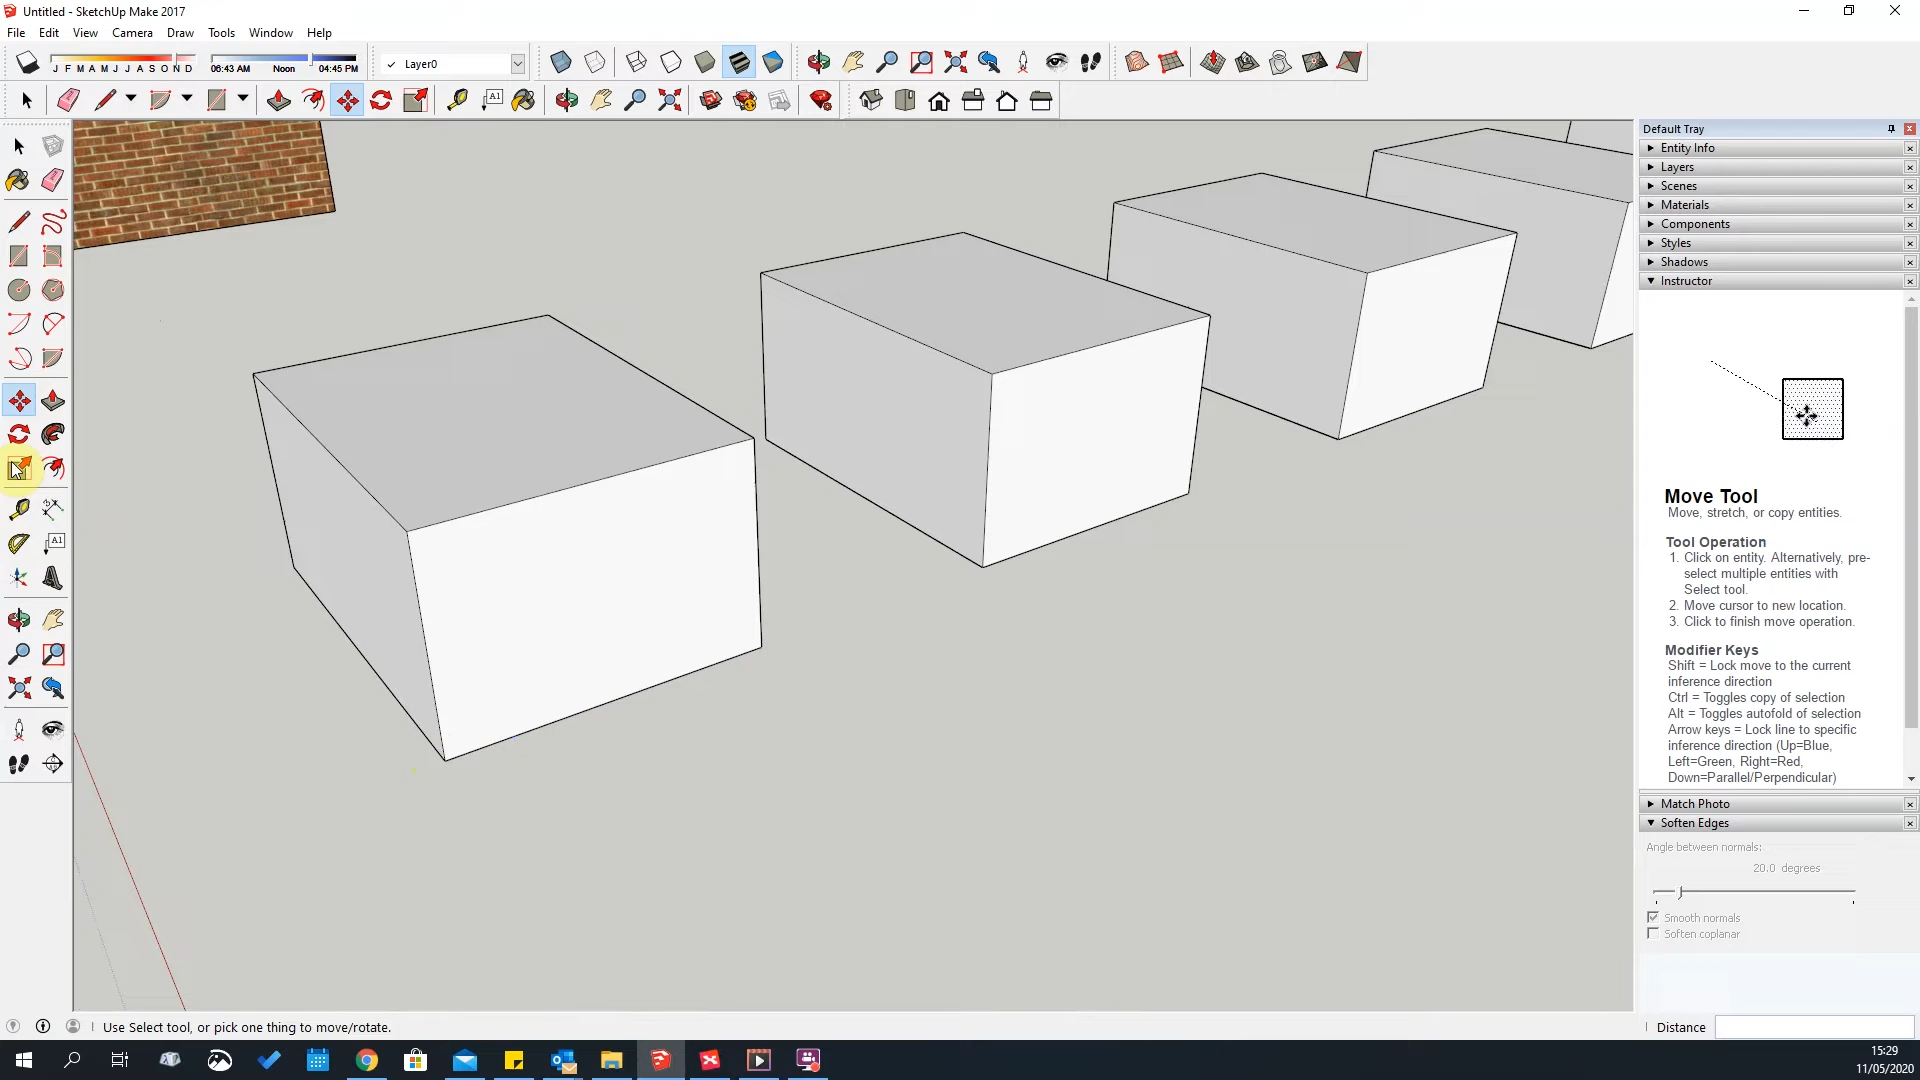 Untitled - SketchUp Make 2017
File Edit View Camera Draw Tools Window Help
J F M A M J J A S O N D
06:43 AM Noon 04:45 PM
Layer0
A1
Default Tray
Entity Info
Layers
Scenes
Materials
Components
Styles
Shadows
Instructor
Move Tool
Move, stretch, or copy entities.
Tool Operation
1. Click on entity. Alternatively, pre-
select multiple entities with
Select tool.
2. Move cursor to new location.
3. Click to finish move operation.
Modifier Keys
Shift = Lock move to the current
inference direction
Ctrl = Toggles copy of selection
Alt = Toggles autofold of selection
Arrow keys = Lock line to specific
inference direction (Up=Blue,
Left=Green, Right=Red,
Down=Parallel/Perpendicular)
Match Photo
Soften Edges
Angle between normals:
20.0 degrees
Smooth normals
Soften coplanar
A1
Use Select tool, or pick one thing to move/rotate.
Distance
15:29
11/05/2020